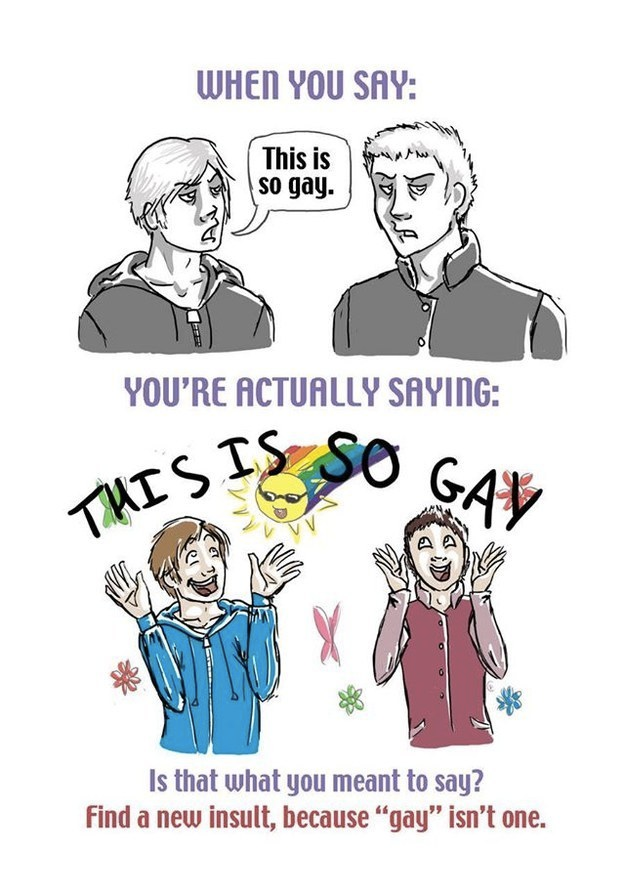 WHEN YOU SAY:
This is
so gay.
YOU'RE ACTUALLY SAYING:
THIS IS SO GAY
Is that what you meant to say?
Find a new insult, because “gay” isn't one.